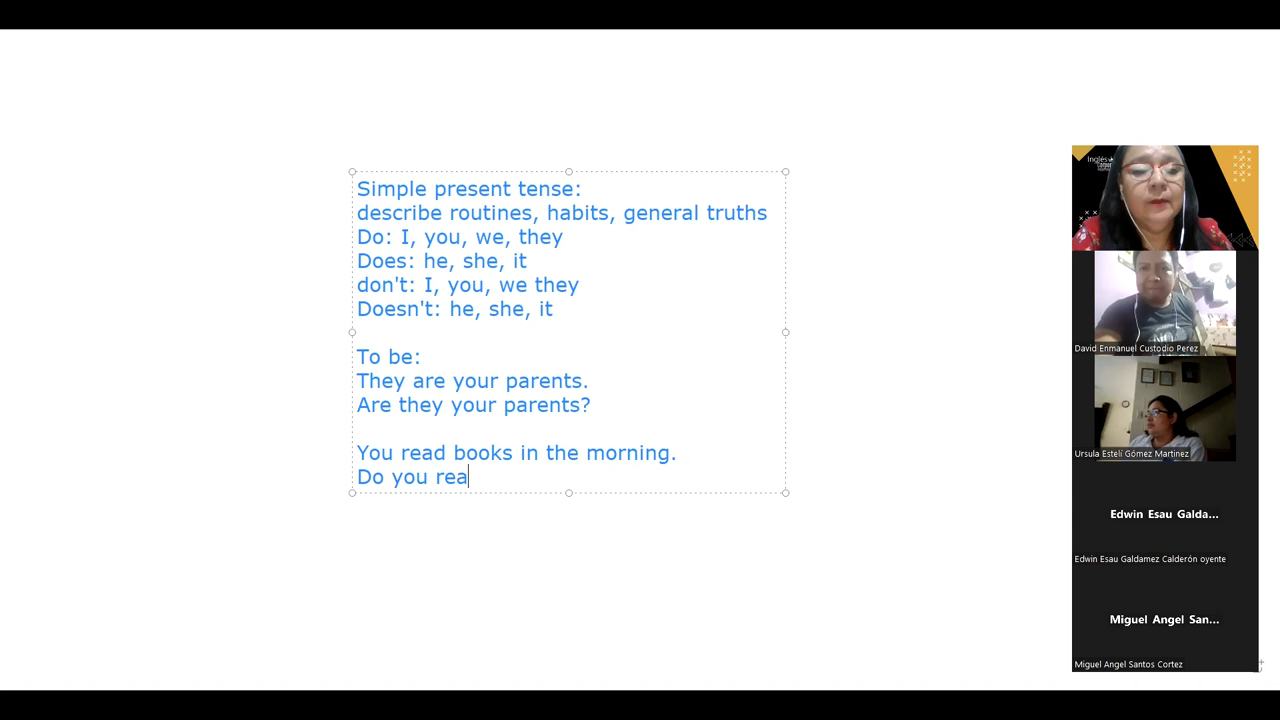 Simple present tense:
describe routines, habits, general truths
Do: I, you, we, they
Does: he, she, it
don't: I, you, we they
Doesn't: he, she, it
To be:
They are your parents.
Are they your parents?
You read books in the morning.
Do you rea
Inglés
David Enmanuel Custodio Perez
Ursula Estelí Gómez Martinez
Edwin Esau Galda...
Edwin Esau Galdamez Calderón oyente
Miguel Angel San...
Miguel Angel Santos Cortez